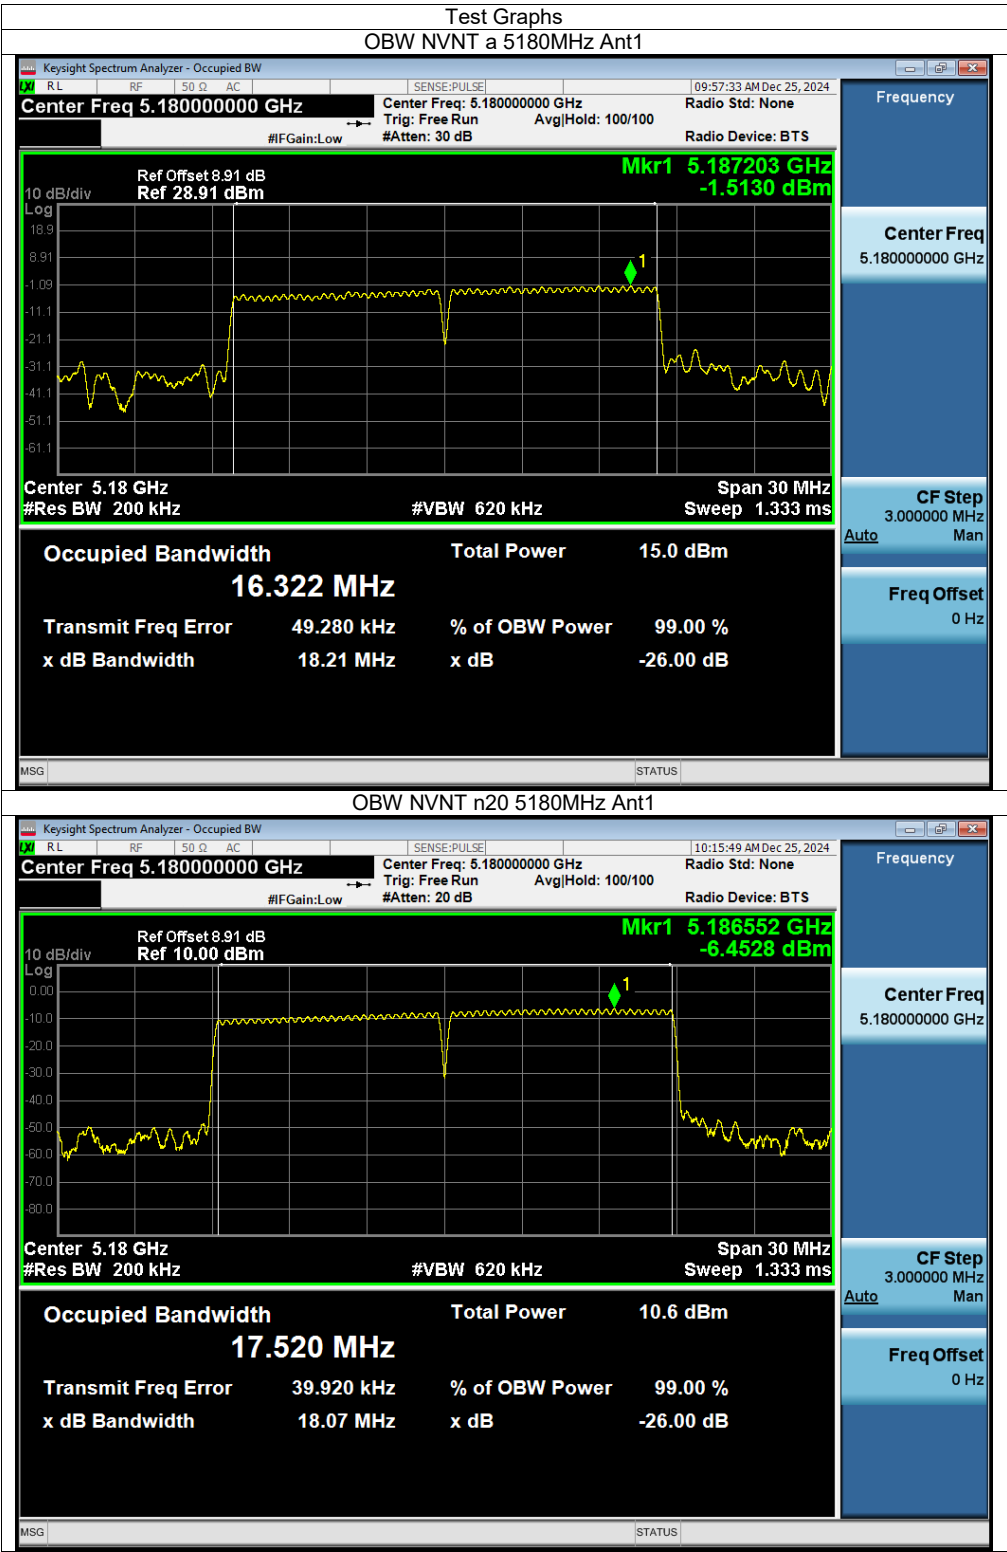 Test Graphs
OBW NVNT a 5180MHz Ant1
Keysight Spectrum Analyzer - Occupied BW
LXI RL RF 50 Ω AC SENSE:PULSE 09:57:33 AM Dec 25, 2024
Center Freq 5.180000000 GHz Center Freq: 5.180000000 GHz Radio Std: None Frequency
Trig: Free Run Avg|Hold: 100/100
#IFGain:Low #Atten: 30 dB Radio Device: BTS
Mkr1 5.187203 GHz
-1.5130 dBm
Ref Offset 8.91 dB
10 dB/div Ref 28.91 dBm
Log
18.9
8.91
-1.09
-11.1
-21.1
-31.1
-41.1
-51.1
-61.1
1
Center Freq
5.180000000 GHz
Center 5.18 GHz Span 30 MHz
#Res BW 200 kHz #VBW 620 kHz Sweep 1.333 ms
CF Step
3.000000 MHz
Auto Man
Occupied Bandwidth Total Power 15.0 dBm
16.322 MHz
Freq Offset
0 Hz
Transmit Freq Error 49.280 kHz % of OBW Power 99.00 %
x dB Bandwidth 18.21 MHz x dB -26.00 dB
MSG STATUS
OBW NVNT n20 5180MHz Ant1
Keysight Spectrum Analyzer - Occupied BW
LXI RL RF 50 Ω AC SENSE:PULSE 10:15:49 AM Dec 25, 2024
Center Freq 5.180000000 GHz Center Freq: 5.180000000 GHz Radio Std: None Frequency
Trig: Free Run Avg|Hold: 100/100
#IFGain:Low #Atten: 20 dB Radio Device: BTS
Mkr1 5.186552 GHz
-6.4528 dBm
Ref Offset 8.91 dB
10 dB/div Ref 10.00 dBm
Log
0.00
-10.0
-20.0
-30.0
-40.0
-50.0
-60.0
-70.0
-80.0
1
Center Freq
5.180000000 GHz
Center 5.18 GHz Span 30 MHz
#Res BW 200 kHz #VBW 620 kHz Sweep 1.333 ms
CF Step
3.000000 MHz
Auto Man
Occupied Bandwidth Total Power 10.6 dBm
17.520 MHz
Freq Offset
0 Hz
Transmit Freq Error 39.920 kHz % of OBW Power 99.00 %
x dB Bandwidth 18.07 MHz x dB -26.00 dB
MSG STATUS